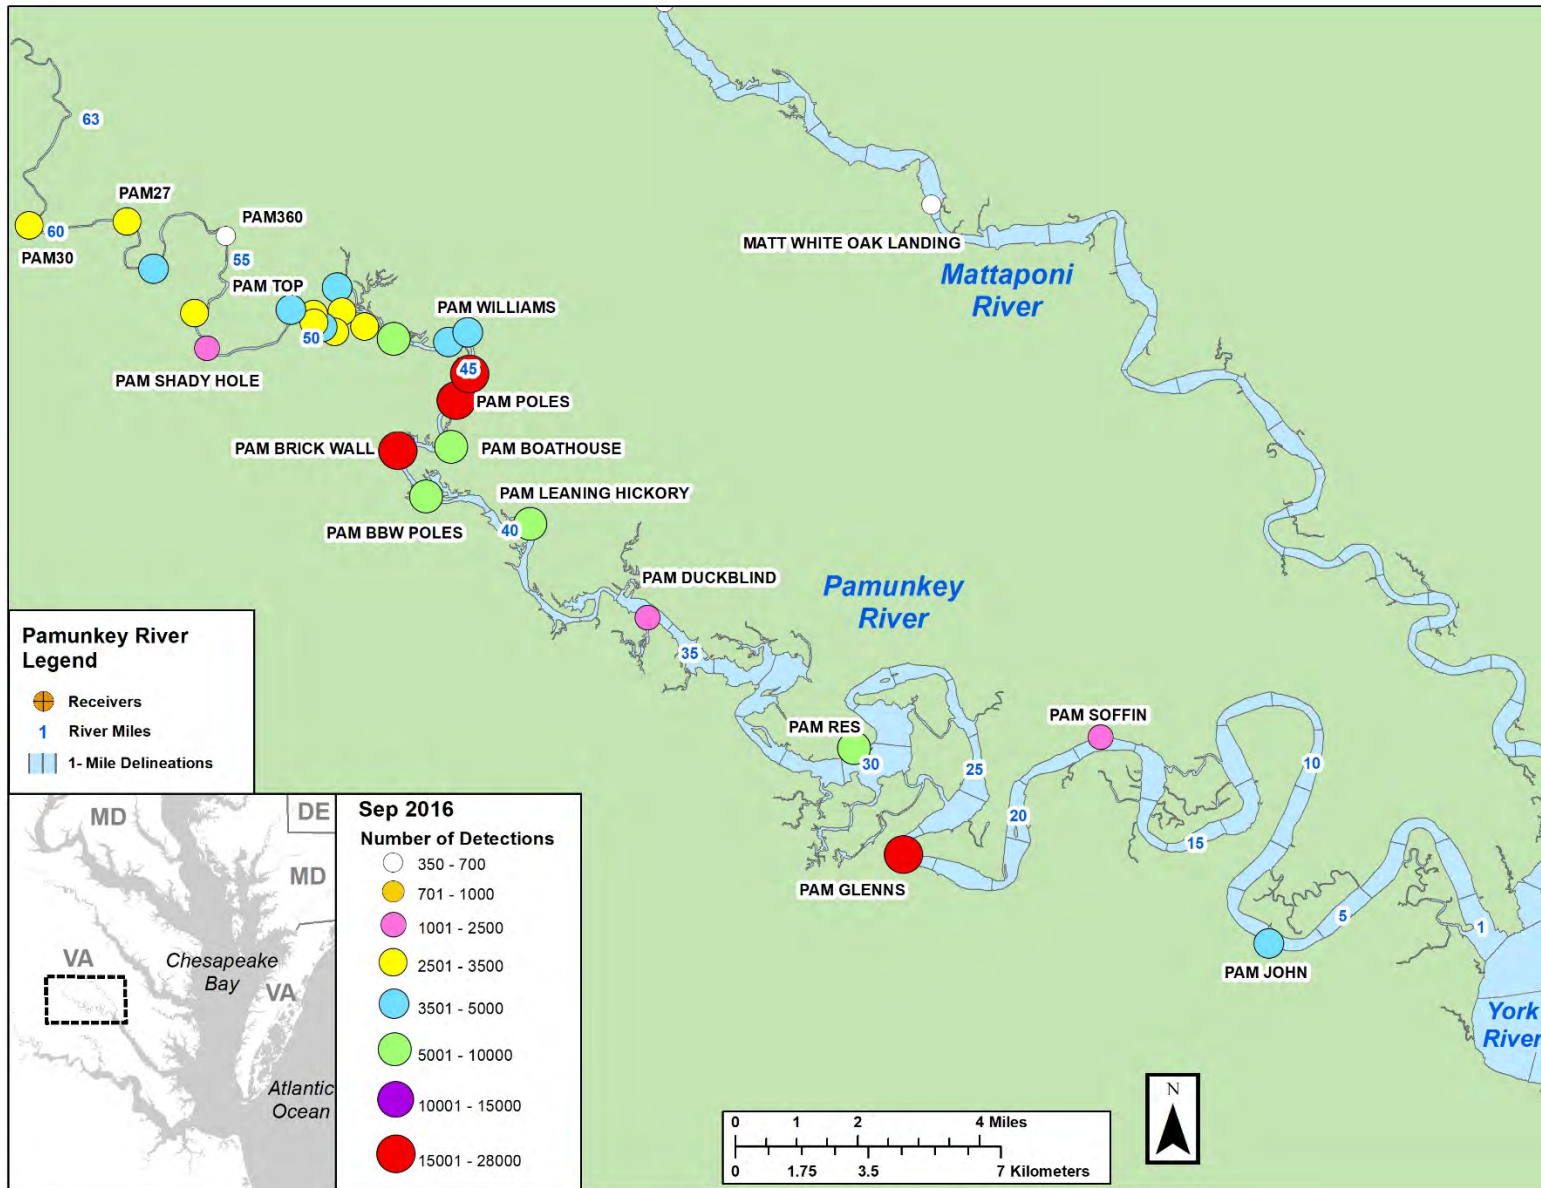 63
PAM27
PAM360
60
PAM30
55
MATT WHITE OAK LANDING
Mattaponi
River
PAM TOP
PAM WILLIAMS
50
PAM SHADY HOLE
45
PAM POLES
PAM BRICK WALL
PAM BOATHOUSE
PAM LEANING HICKORY
PAM BBW POLES
40
PAM DUCKBLIND
Pamunkey
River
35
PAM RES
30
25
PAM SOFFIN
10
20
15
PAM GLENNS
5
1
PAM JOHN
York
River
Pamunkey River
Legend
Receivers
1 River Miles
1- Mile Delineations
MD
DE
MD
VA
Chesapeake
Bay
VA
Atlantic
Ocean
Sep 2016
Number of Detections
350 - 700
701 - 1000
1001 - 2500
2501 - 3500
3501 - 5000
5001 - 10000
10001 - 15000
15001 - 28000
N
0 1 2 4 Miles
0 1.75 3.5 7 Kilometers